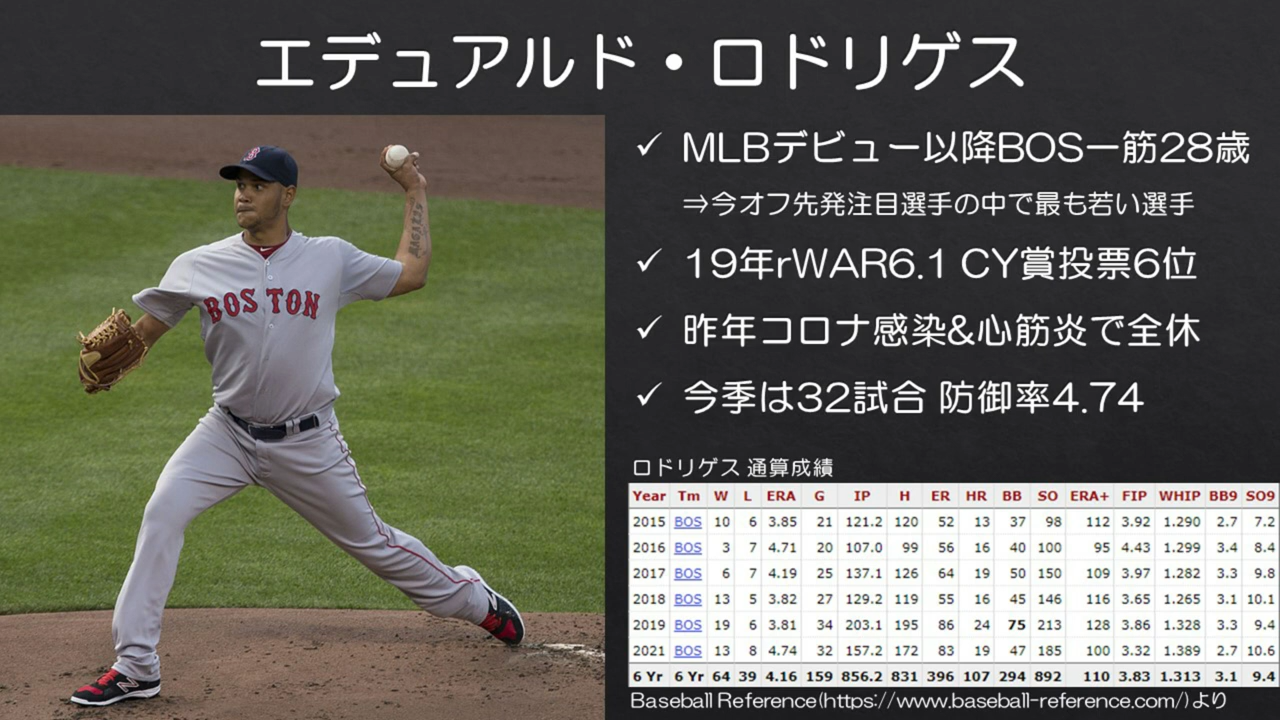 エデュアルド・ロドリゲス
✓ MLBデビュー以降BOS一筋28歳
⇒今オフ先発注目選手の中で最も若い選手
✓ 19年rWAR6.1 CY賞投票6位
✓ 昨年コロナ感染&心筋炎で全休
✓ 今季は32試合 防御率4.74
BOSTON
ロドリゲス 通算成績
Year Tm W L ERA G IP H ER HR BB SO ERA+ FIP WHIP BB9 SO9
2015 BOS 10 6 3.85 21 121.2 120 52 13 37 98 112 3.92 1.290 2.7 7.2
2016 BOS 3 7 4.71 20 107.0 99 56 16 40 100 95 4.43 1.299 3.4 8.4
2017 BOS 6 7 4.19 25 137.1 126 64 19 50 150 109 3.97 1.282 3.3 9.8
2018 BOS 13 5 3.82 27 129.2 119 55 16 45 146 116 3.65 1.265 3.1 10.1
2019 BOS 19 6 3.81 34 203.1 195 86 24 75 213 128 3.86 1.328 3.3 9.4
2021 BOS 13 8 4.74 32 157.2 172 83 19 47 185 100 3.32 1.389 2.7 10.6
6 Yr 6 Yr 64 39 4.16 159 856.2 831 396 107 294 892 110 3.83 1.313 3.1 9.4
Baseball Reference(https://www.baseball-reference.com/)より